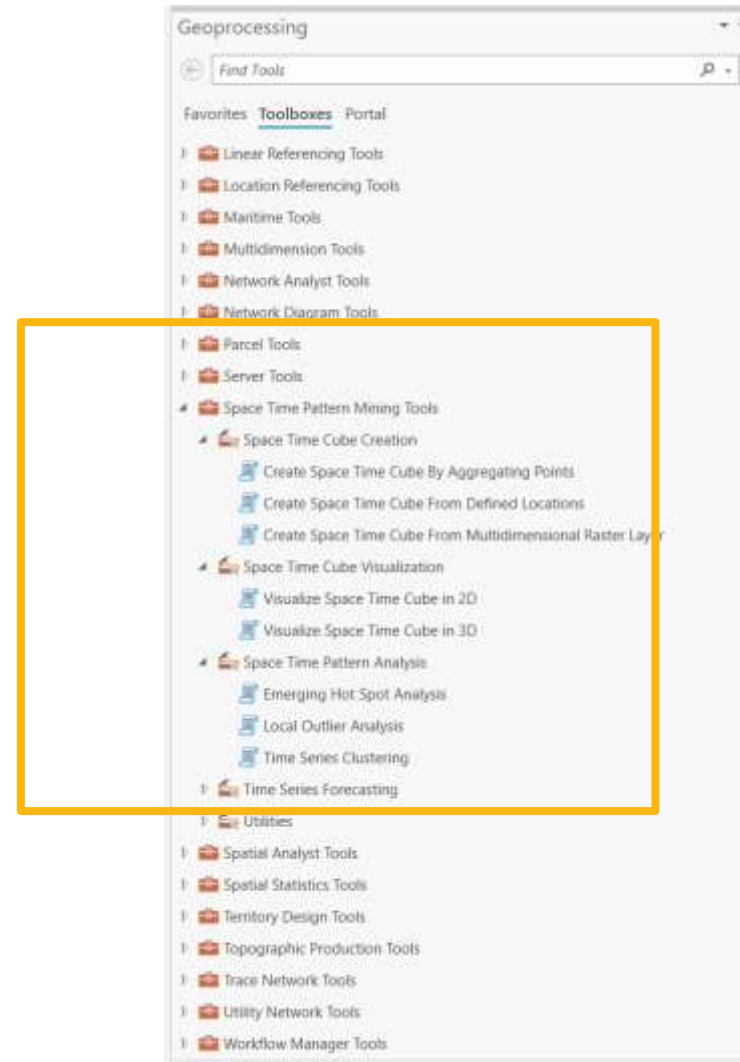 Geoprocessing
Find Tools
Favorites Toolboxes Portal
Linear Referencing Tools
Location Referencing Tools
Maritime Tools
Multidimension Tools
Network Analyst Tools
Network Diagram Tools
Parcel Tools
Server Tools
Space Time Pattern Mining Tools
Space Time Cube Creation
Create Space Time Cube By Aggregating Points
Create Space Time Cube From Defined Locations
Create Space Time Cube From Multidimensional Raster Layer
Space Time Cube Visualization
Visualize Space Time Cube in 2D
Visualize Space Time Cube in 3D
Space Time Pattern Analysis
Emerging Hot Spot Analysis
Local Outlier Analysis
Time Series Clustering
Time Series Forecasting
Utilities
Spatial Analyst Tools
Spatial Statistics Tools
Territory Design Tools
Topographic Production Tools
Trace Network Tools
Utility Network Tools
Workflow Manager Tools